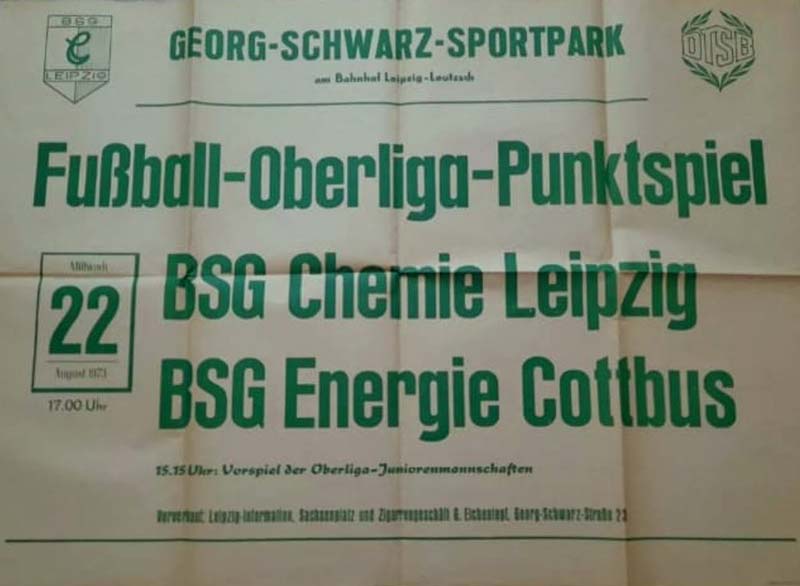 BSG
LEIPZIG
GEORG-SCHWARZ-SPORTPARK
DTSB
am Bahnhof Leipzig-Leutzsch
Fußball-Oberliga-Punktspiel
Mittwoch
22
August 1973
17.00 Uhr
BSG Chemie Leipzig
BSG Energie Cottbus
15.15 Uhr: Vorspiel der Oberliga-Juniorenmannschaften
Vorverkauf: Leipzig-Information, Sachsenplatz und Zigarrengeschäft G. Georg-Schwarz-Straße 23